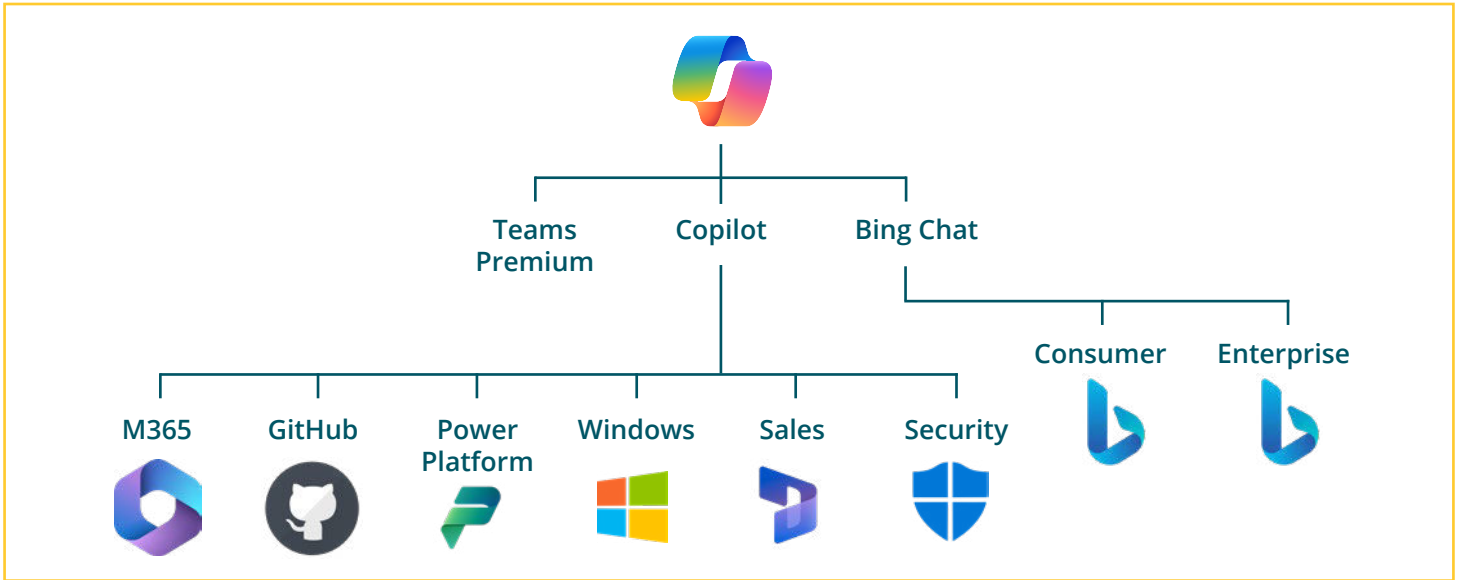 Teams
Premium
Copilot
Bing Chat
Consumer
Enterprise
M365
GitHub
Power
Platform
Windows
Sales
Security